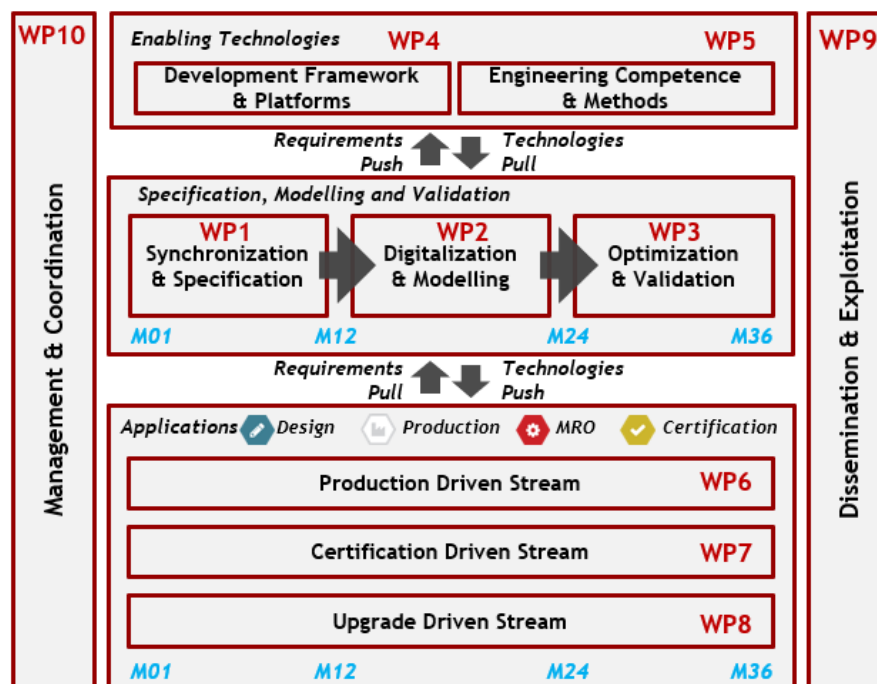 WP10
Management & Coordination
Enabling Technologies WP4 WP5
Development Framework
& Platforms
Engineering Competence
& Methods
Requirements
Push
Technologies
Pull
Specification, Modelling and Validation
WP1
Synchronization
& Specification
WP2
Digitalization
& Modelling
WP3
Optimization
& Validation
M01 M12 M24 M36
Requirements
Pull
Technologies
Push
Applications Design Production MRO Certification
Production Driven Stream WP6
Certification Driven Stream WP7
Upgrade Driven Stream WP8
M01 M12 M24 M36
WP9
Dissemination & Exploitation